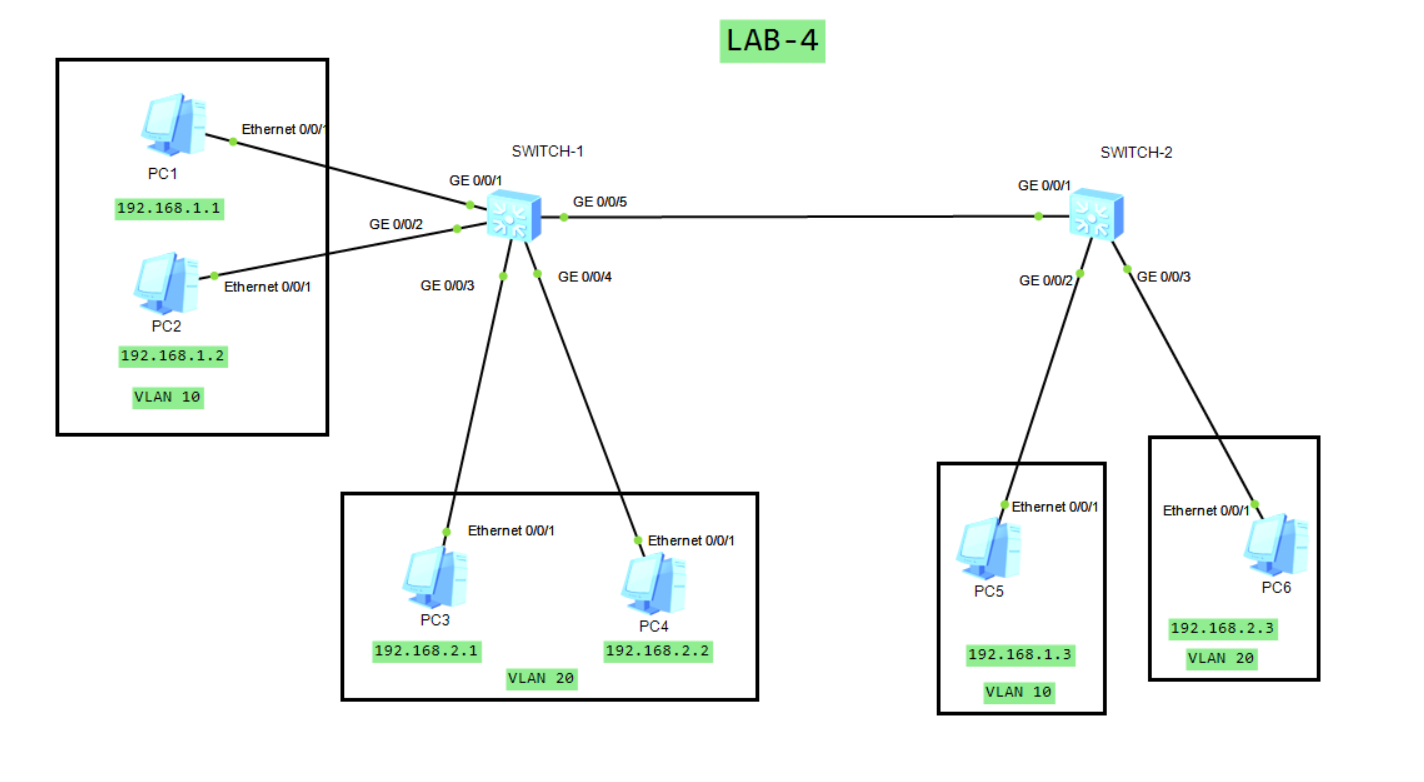 LAB-4
Ethernet 0/0/1
PC1
192.168.1.1
Ethernet 0/0/1
PC2
192.168.1.2
VLAN 10
SWITCH-1
GE 0/0/1
GE 0/0/2
GE 0/0/3
GE 0/0/4
GE 0/0/5
SWITCH-2
GE 0/0/1
GE 0/0/2
GE 0/0/3
Ethernet 0/0/1
PC3
192.168.2.1
Ethernet 0/0/1
PC4
192.168.2.2
VLAN 20
Ethernet 0/0/1
PC5
192.168.1.3
VLAN 10
Ethernet 0/0/1
PC6
192.168.2.3
VLAN 20